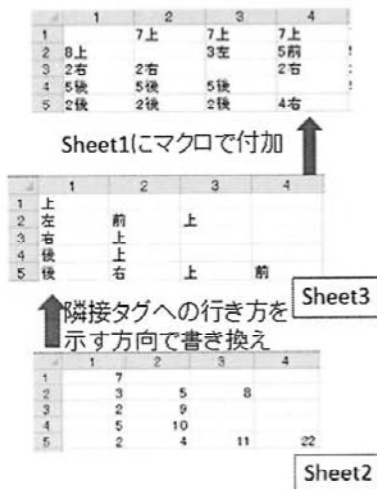 1 2 3 4
1 7上 7上 7上
2 8上 3左 5前
3 2右 2右 2右
4 5後 5後 5後
5 2後 2後 2後 4右
Sheet1にマクロで付加
1 2 3 4
1 上
2 左 前 上
3 右 上
4 後 上
5 後 右 上 前
Sheet3
隣接タグへの行き方を
示す方向で書き換え
1 2 3 4
1 7
2 3 5 8
3 2 9
4 5 10
5 2 4 11 22
Sheet2